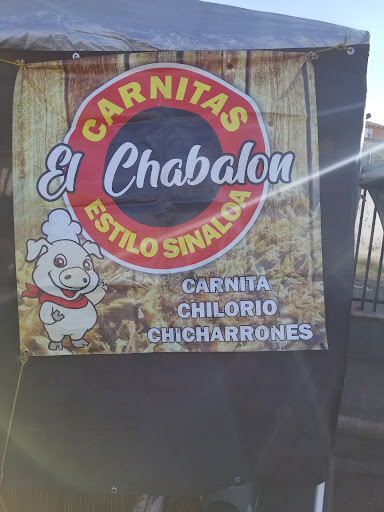 CARNITAS
El Chabalon
ESTILO SINALOA
CARNITA
CHILORIO
CHICHARRONES